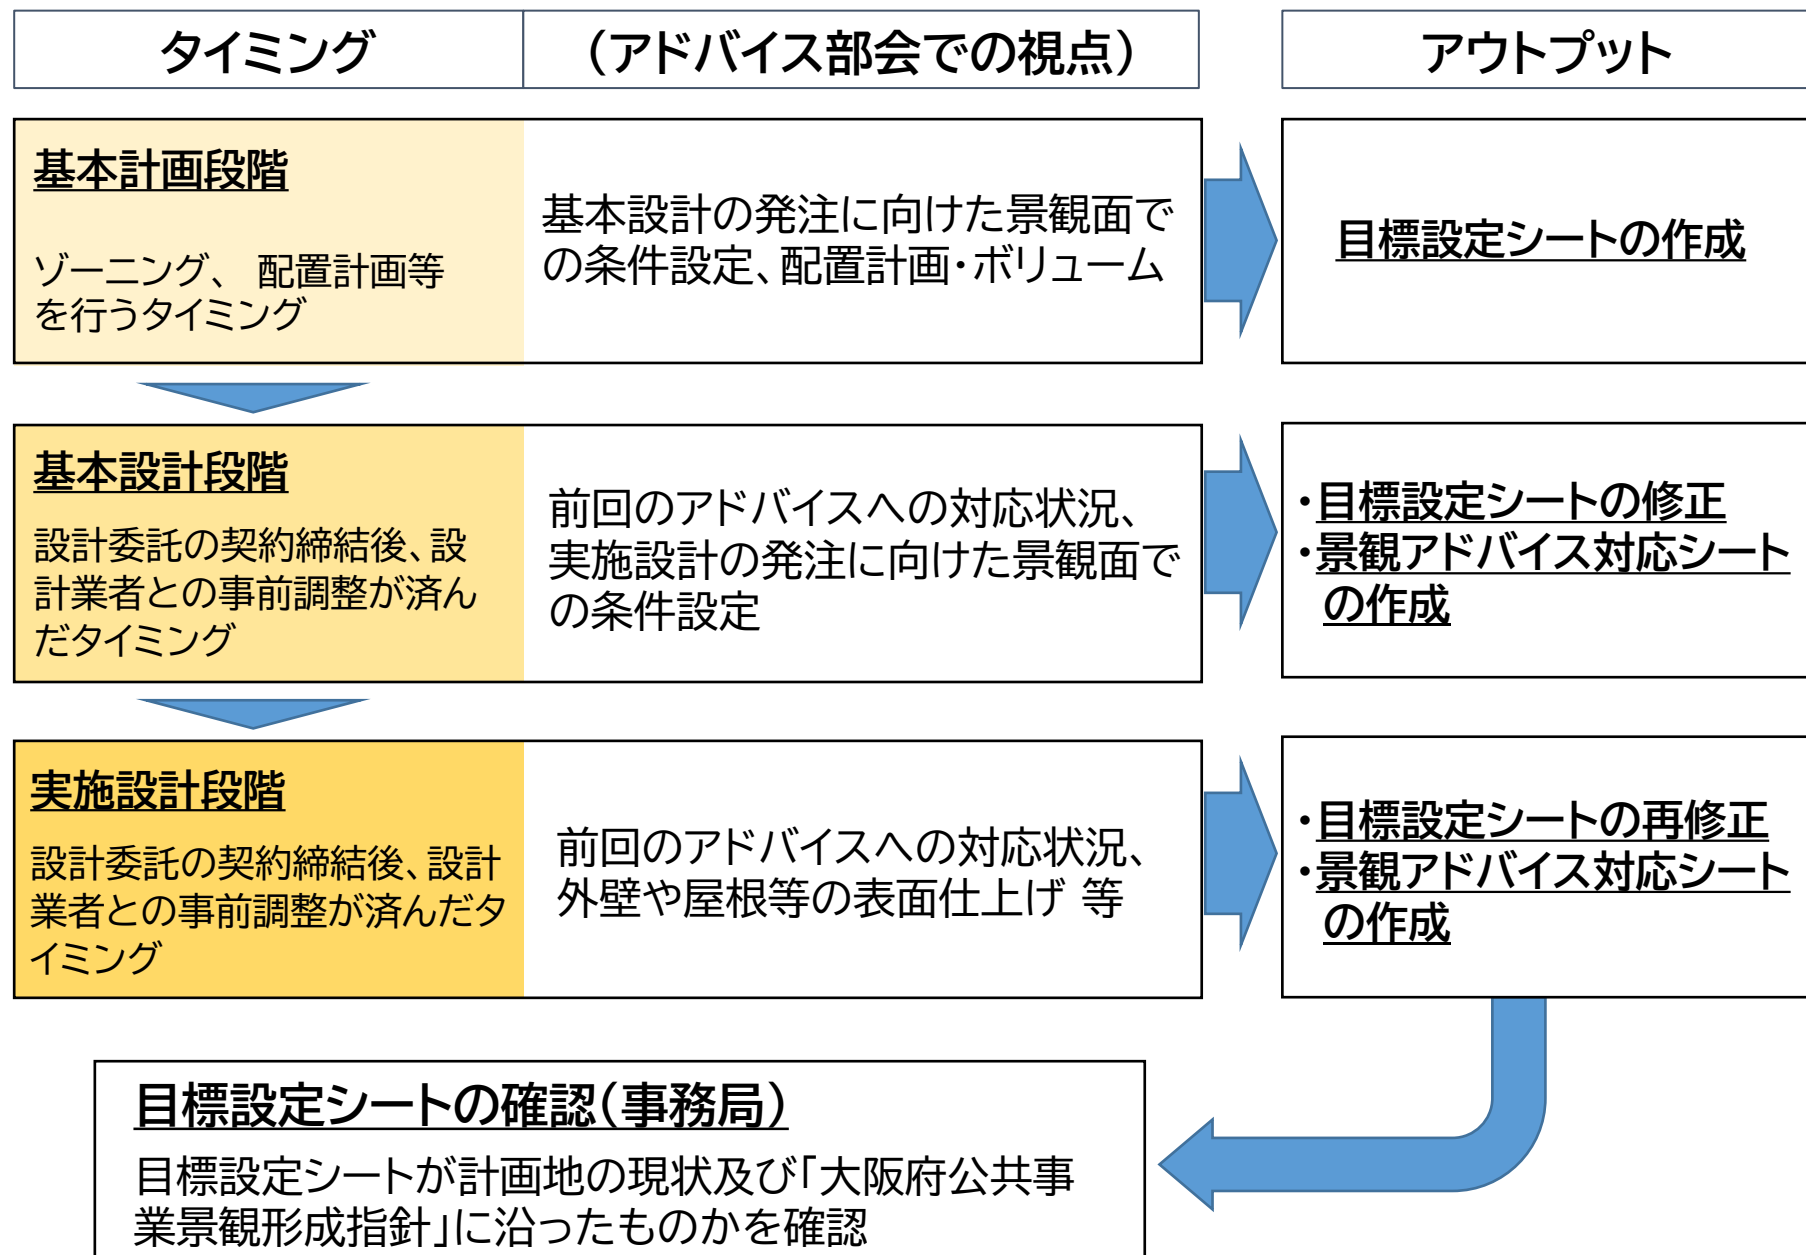 タイミング
（アドバイス部会での視点）
アウトプット
基本計画段階
ゾーニング、 配置計画等
を行うタイミング
基本設計の発注に向けた景観面で
の条件設定、配置計画・ボリューム
目標設定シートの作成
基本設計段階
設計委託の契約締結後、設
計業者との事前調整が済ん
だタイミング
前回のアドバイスへの対応状況、
実施設計の発注に向けた景観面で
の条件設定
・目標設定シートの修正
・景観アドバイス対応シート
の作成
実施設計段階
設計委託の契約締結後、設計
業者との事前調整が済んだタ
イミング
前回のアドバイスへの対応状況、
外壁や屋根等の表面仕上げ 等
・目標設定シートの再修正
・景観アドバイス対応シート
の作成
目標設定シートの確認（事務局）
目標設定シートが計画地の現状及び「大阪府公共事
業景観形成指針」に沿ったものかを確認